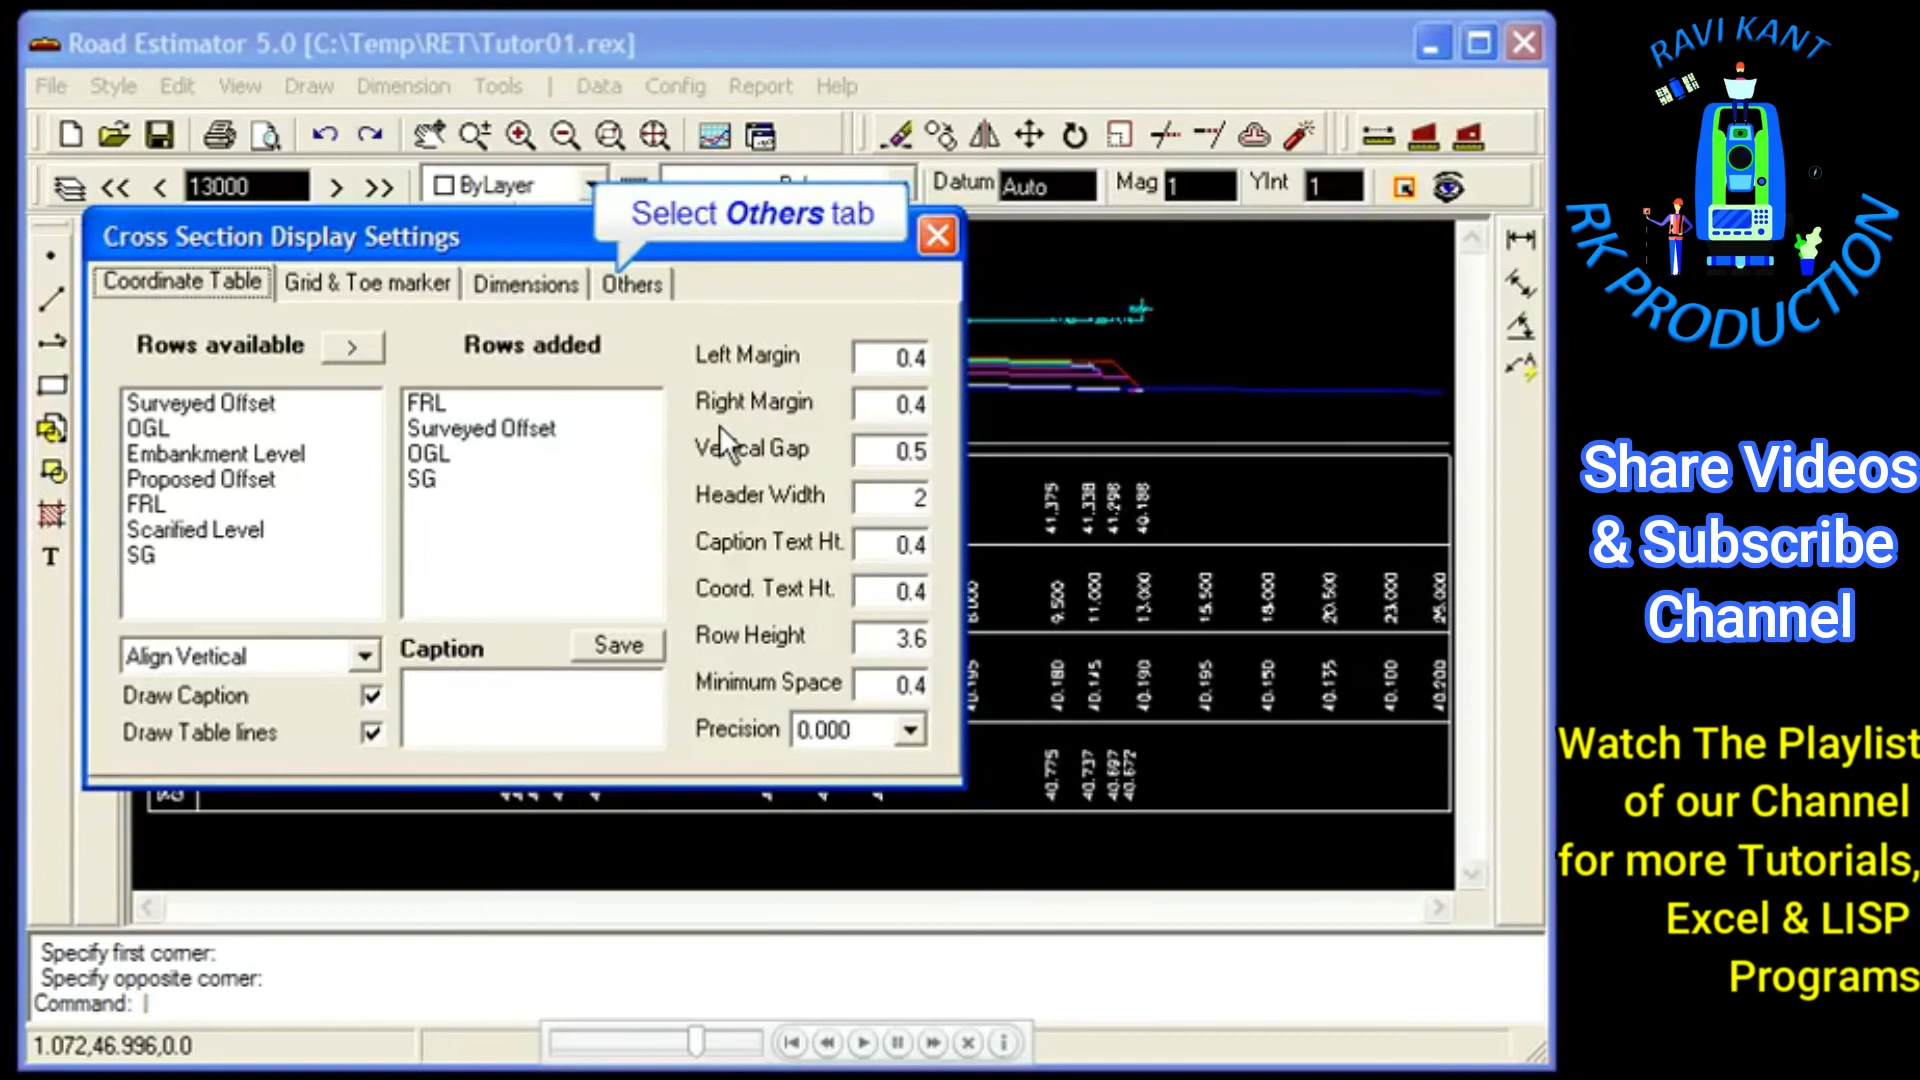 Road Estimator 5.0 [C:\Temp\RET\Tutor01.rex]
File Style Edit View Draw Dimension Tools | Data Config Report Help
<< < 13000 > >> ByLayer Datum Auto Mag 1 YInt 1
Select Others tab
Cross Section Display Settings
Coordinate Table Grid & Toe marker Dimensions Others
Rows available > Rows added
Surveyed Offset
OGL
Embankment Level
Proposed Offset
FRL
Scarified Level
SG
FRL
Surveyed Offset
OGL
SG
Left Margin 0.4
Right Margin 0.4
Vertical Gap 0.5
Header Width 2
Caption Text Ht. 0.4
Coord. Text Ht. 0.4
Row Height 3.6
Minimum Space 0.4
Precision 0.000
Align Vertical
Draw Caption
Draw Table lines
Caption Save
41.375 41.338 41.298 40.188
9.500 11.000 13.000 15.500 18.000 20.500 23.000 25.000
40.180 40.145 40.190 40.195 40.150 40.135 40.100 40.200
40.775 40.737 40.697 40.672
Specify first corner:
Specify opposite corner:
Command:
1.072,46.996,0.0
RAVI KANT
RK PRODUCTION
Share Videos
& Subscribe
Channel
Watch The Playlist
of our Channel
for more Tutorials,
Excel & LISP
Programs